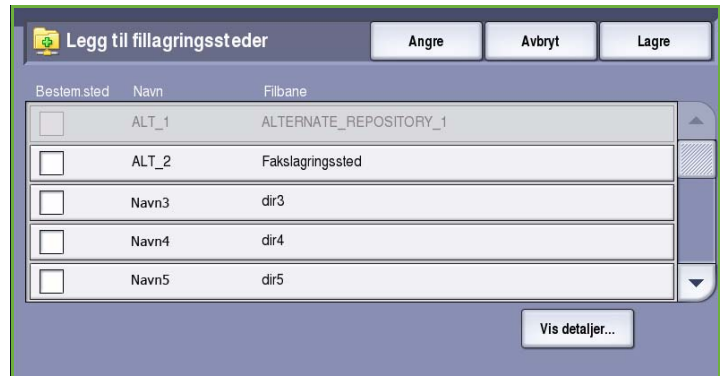 Legg til fillagringssteder Angre Avbryt Lagre
Bestem.sted Navn Filbane
ALT_1 ALTERNATE_REPOSITORY_1
ALT_2 Fakslagringssted
Navn3 dir3
Navn4 dir4
Navn5 dir5
Vis detaljer...